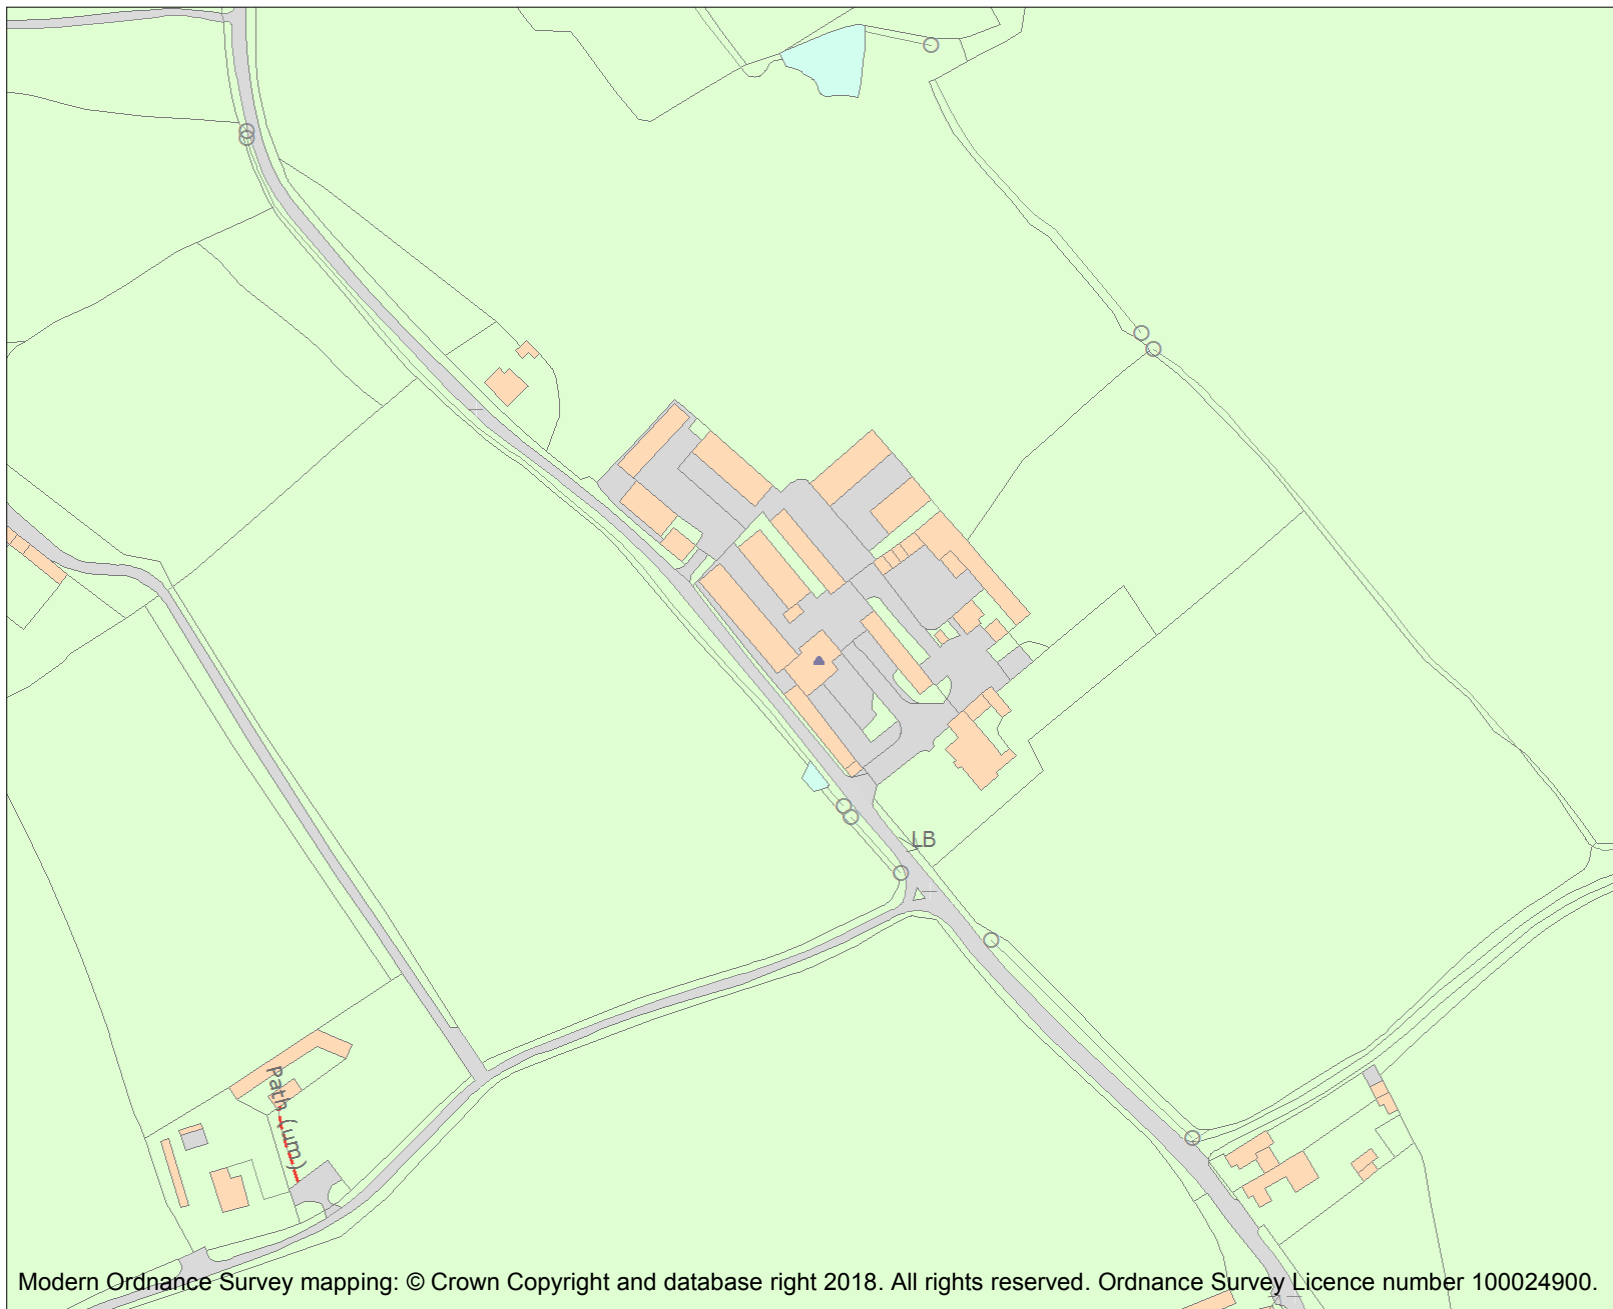 LB
Path (um)
Modern Ordnance Survey mapping: © Crown Copyright and database right 2018. All rights reserved. Ordnance Survey Licence number 100024900.